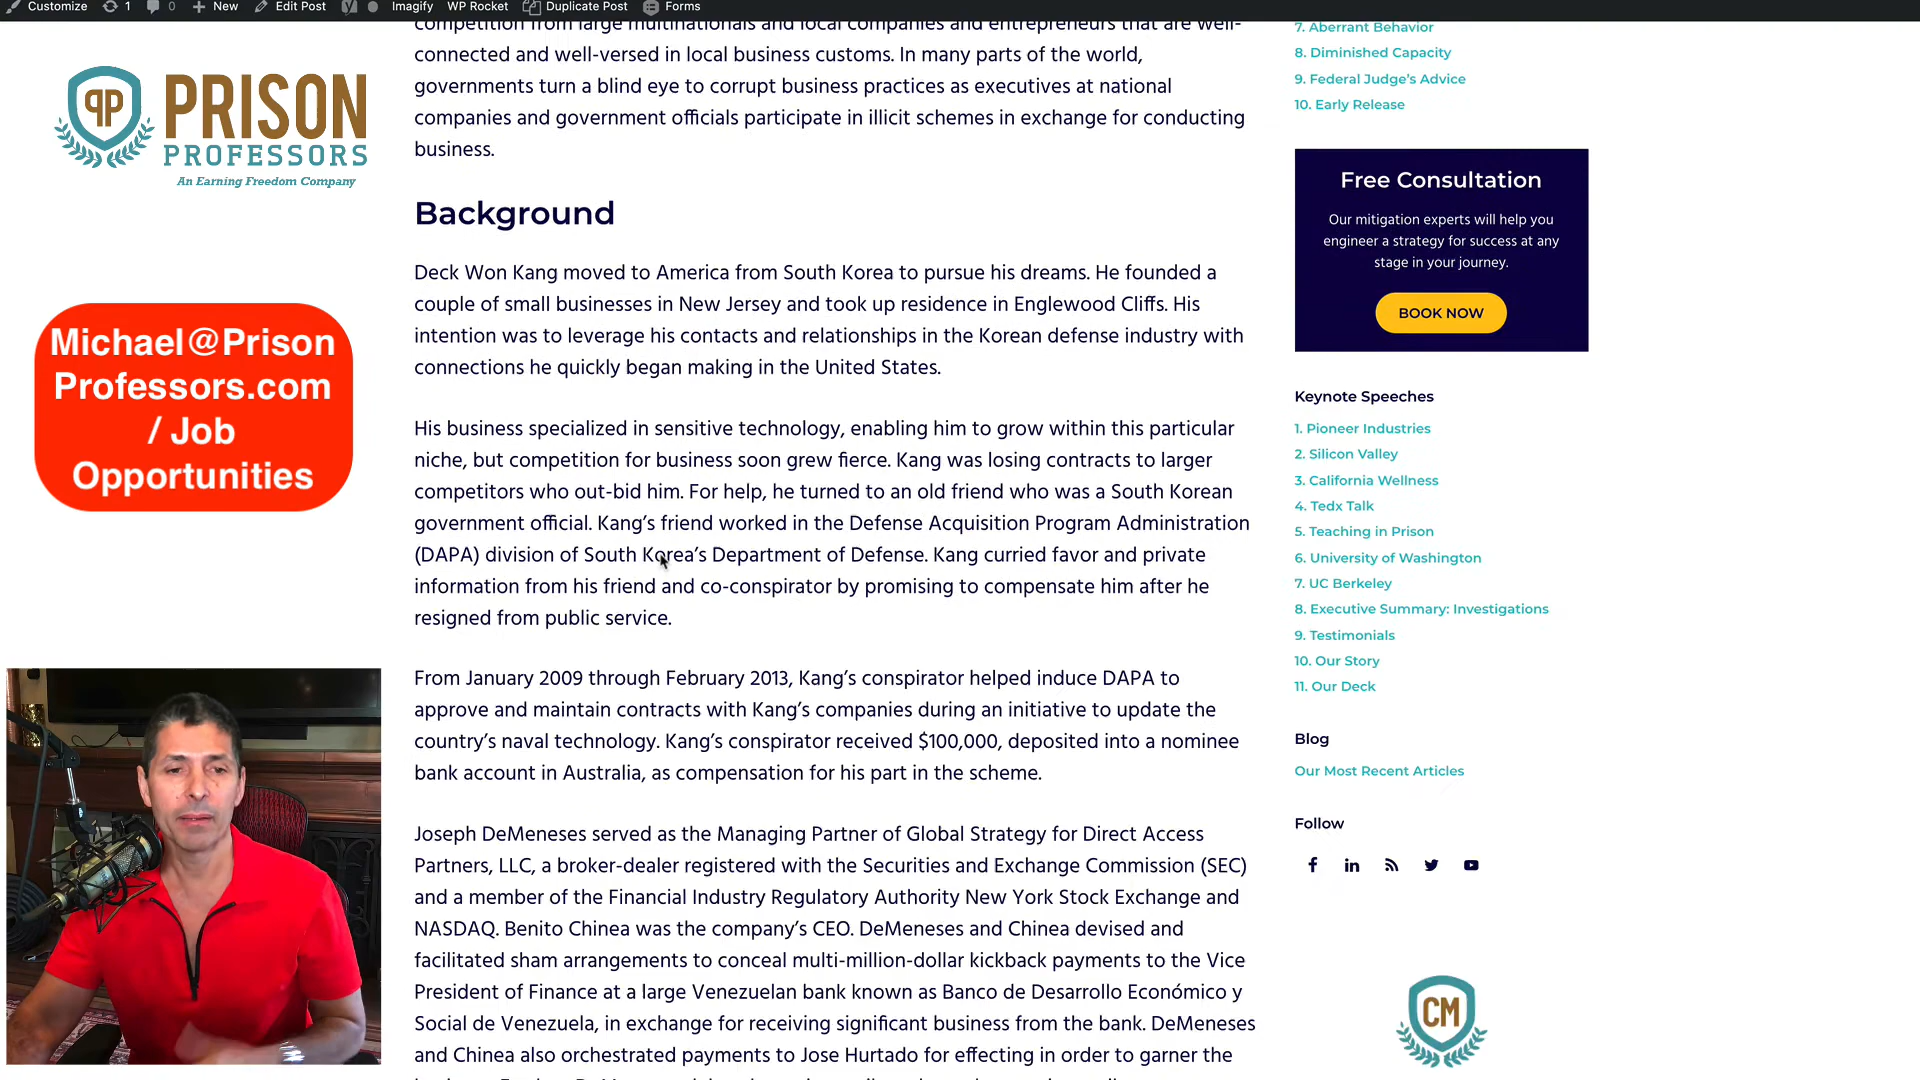 Customize 1 0 New Edit Post Imagify WP Rocket Duplicate Post Forms
PRISON
PROFESSORS
An Earning Freedom Company
Michael@Prison
Professors.com
/ Job
Opportunities
competition from large multinationals and local companies and entrepreneurs that are well-
connected and well-versed in local business customs. In many parts of the world,
governments turn a blind eye to corrupt business practices as executives at national
companies and government officials participate in illicit schemes in exchange for conducting
business.
Background
Deck Won Kang moved to America from South Korea to pursue his dreams. He founded a
couple of small businesses in New Jersey and took up residence in Englewood Cliffs. His
intention was to leverage his contacts and relationships in the Korean defense industry with
connections he quickly began making in the United States.
His business specialized in sensitive technology, enabling him to grow within this particular
niche, but competition for business soon grew fierce. Kang was losing contracts to larger
competitors who out-bid him. For help, he turned to an old friend who was a South Korean
government official. Kang’s friend worked in the Defense Acquisition Program Administration
(DAPA) division of South Korea’s Department of Defense. Kang curried favor and private
information from his friend and co-conspirator by promising to compensate him after he
resigned from public service.
From January 2009 through February 2013, Kang’s conspirator helped induce DAPA to
approve and maintain contracts with Kang’s companies during an initiative to update the
country’s naval technology. Kang’s conspirator received $100,000, deposited into a nominee
bank account in Australia, as compensation for his part in the scheme.
Joseph DeMeneses served as the Managing Partner of Global Strategy for Direct Access
Partners, LLC, a broker-dealer registered with the Securities and Exchange Commission (SEC)
and a member of the Financial Industry Regulatory Authority New York Stock Exchange and
NASDAQ. Benito Chinea was the company’s CEO. DeMeneses and Chinea devised and
facilitated sham arrangements to conceal multi-million-dollar kickback payments to the Vice
President of Finance at a large Venezuelan bank known as Banco de Desarrollo Económico y
Social de Venezuela, in exchange for receiving significant business from the bank. DeMeneses
and Chinea also orchestrated payments to Jose Hurtado for effecting in order to garner the
7. Aberrant Behavior
8. Diminished Capacity
9. Federal Judge’s Advice
10. Early Release
Free Consultation
Our mitigation experts will help you
engineer a strategy for success at any
stage in your journey.
BOOK NOW
Keynote Speeches
1. Pioneer Industries
2. Silicon Valley
3. California Wellness
4. Tedx Talk
5. Teaching in Prison
6. University of Washington
7. UC Berkeley
8. Executive Summary: Investigations
9. Testimonials
10. Our Story
11. Our Deck
Blog
Our Most Recent Articles
Follow
CM